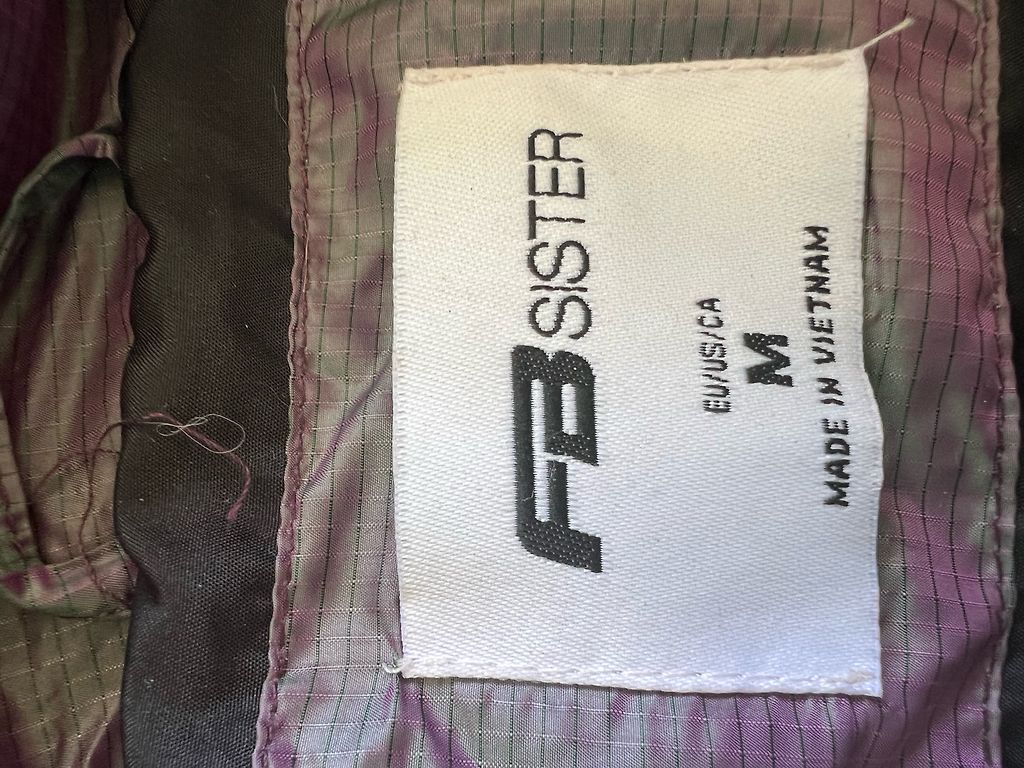 FB SISTER
EU/US/CA
M
MADE IN VIETNAM